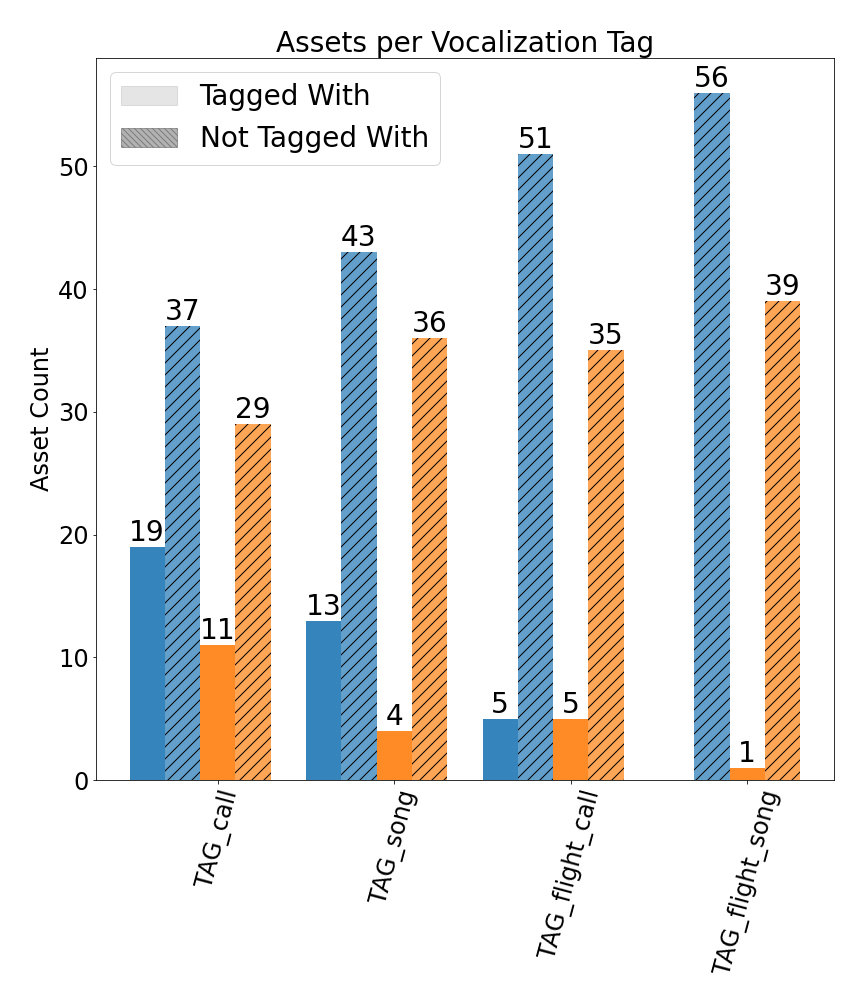 Assets per Vocalization Tag
Tagged With
Not Tagged With
Asset Count
50
40
30
20
10
0
19
37
11
29
13
43
4
36
5
51
5
35
56
1
39
TAG_call
TAG_song
TAG_flight_call
TAG_flight_song